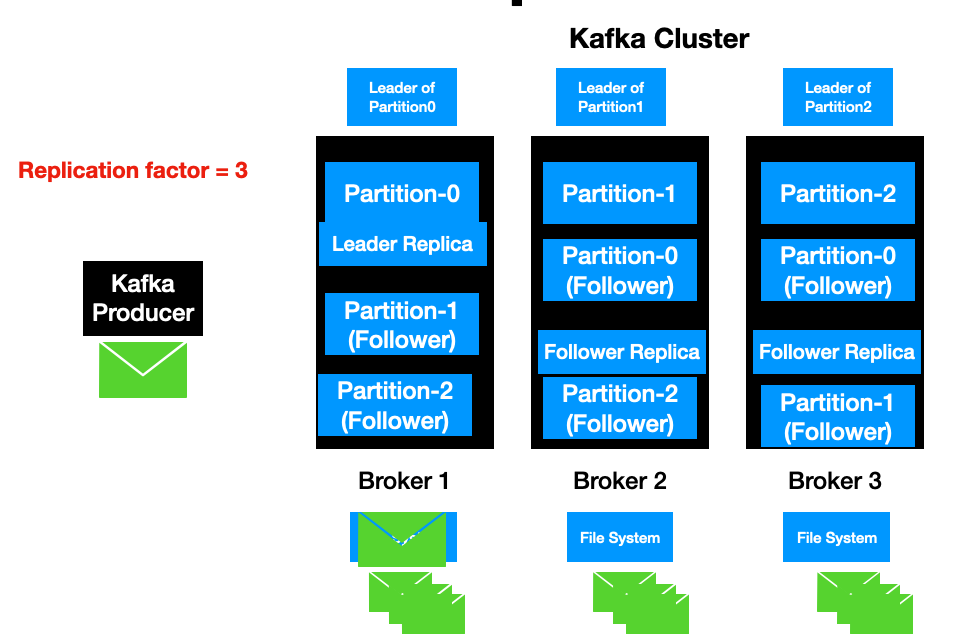 Kafka Cluster
Leader of
Partition0
Leader of
Partition1
Leader of
Partition2
Replication factor = 3
Kafka
Producer
Partition-0
Leader Replica
Partition-1
(Follower)
Partition-2
(Follower)
Broker 1
Partition-1
Partition-0
(Follower)
Follower Replica
Partition-2
(Follower)
Broker 2
File System
Partition-2
Partition-0
(Follower)
Follower Replica
Partition-1
(Follower)
Broker 3
File System